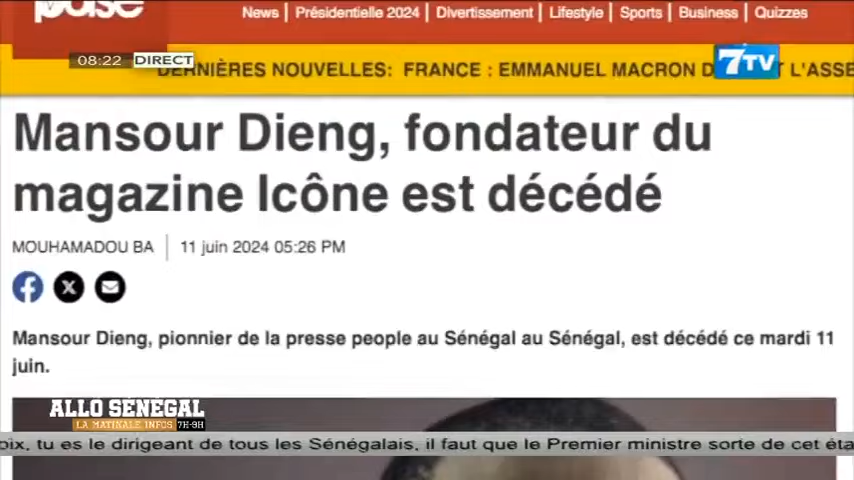 pulse
News | Présidentielle 2024 | Divertissement | Lifestyle | Sports | Business | Quizzes
08:22 DIRECT
7TV
DERNIÈRES NOUVELLES: FRANCE : EMMANUEL MACRON D T L'ASSE
Mansour Dieng, fondateur du
magazine Icône est décédé
MOUHAMADOU BA | 11 juin 2024 05:26 PM
Mansour Dieng, pionnier de la presse people au Sénégal au Sénégal, est décédé ce mardi 11
juin.
ALLO SENEGAL
LA MATINALE INFOS 7H-9H
oix, tu es le dirigeant de tous les Sénégalais, il faut que le Premier ministre sorte de cet éta